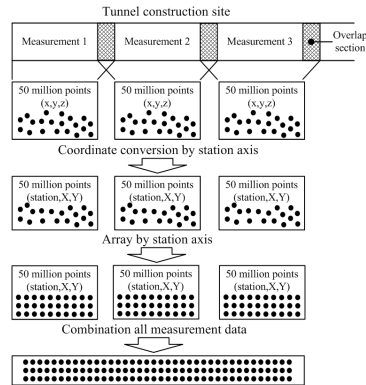 Tunnel construction site
Measurement 1
Measurement 2
Measurement 3
Overlap
section
50 million points
(x,y,z)
50 million points
(x,y,z)
50 million points
(x,y,z)
Coordinate conversion by station axis
50 million points
(station,X,Y)
50 million points
(station,X,Y)
50 million points
(station,X,Y)
Array by station axis
50 million points
(station,X,Y)
50 million points
(station,X,Y)
50 million points
(station,X,Y)
Combination all measurement data